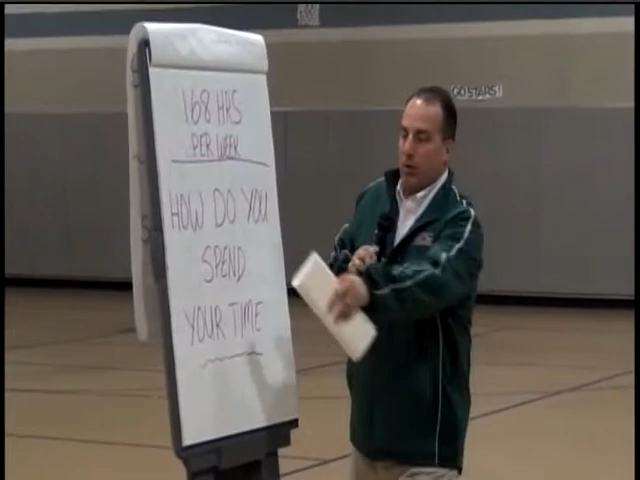 168 HRS
PER WEEK
HOW DO YOU
SPEND
YOUR TIME
GO STARS!